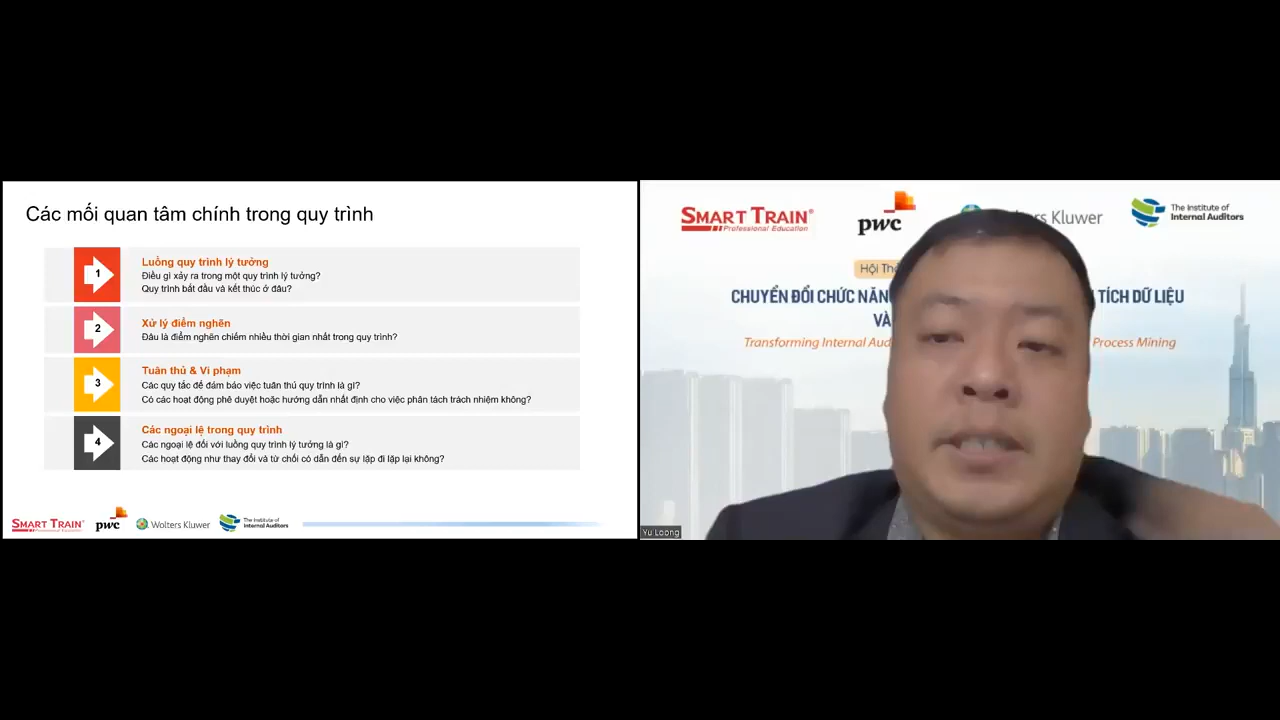 Các mối quan tâm chính trong quy trình
1
Luồng quy trình lý tưởng
Điều gì xảy ra trong một quy trình lý tưởng?
Quy trình bắt đầu và kết thúc ở đâu?
2
Xử lý điểm nghẽn
Đâu là điểm nghẽn chiếm nhiều thời gian nhất trong quy trình?
3
Tuân thủ & Vi phạm
Các quy tắc để đảm bảo việc tuân thủ quy trình là gì?
Có các hoạt động phê duyệt hoặc hướng dẫn nhất định cho việc phân tách trách nhiệm không?
4
Các ngoại lệ trong quy trình
Các ngoại lệ đối với luồng quy trình lý tưởng là gì?
Các hoạt động như thay đổi và từ chối có dẫn đến sự lặp đi lặp lại không?
SMART TRAIN
Professional Education
pwc
Wolters Kluwer
The Institute of
Internal Auditors
SMART TRAIN
Professional Education
pwc
Wolters Kluwer
The Institute of
Internal Auditors
Hội
CHUYỂN ĐỔI CHỨC NĂN TÍCH DỮ LIỆU
VÀ
Transforming Internal Process Mining
Yu Loong